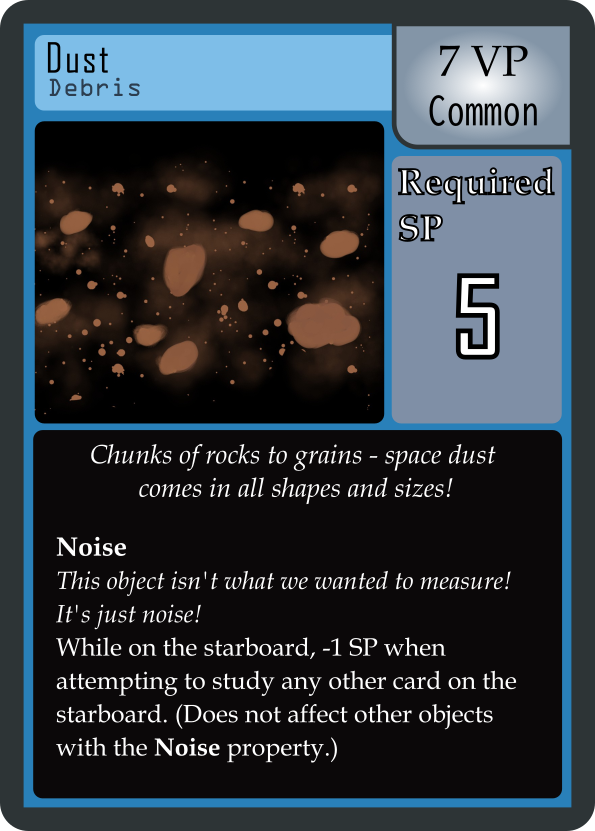 Dust
Debris
7 VP
Common
Required
SP
5
Chunks of rocks to grains - space dust
comes in all shapes and sizes!
Noise
This object isn't what we wanted to measure!
It's just noise!
While on the starboard, -1 SP when
attempting to study any other card on the
starboard. (Does not affect other objects
with the Noise property.)